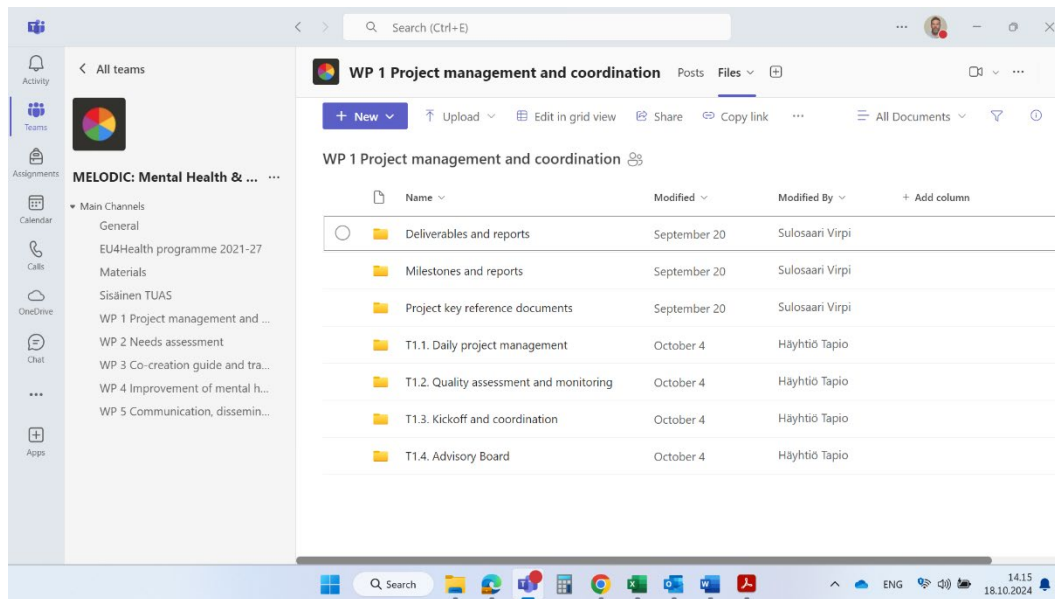 Search (Ctrl+E)
Activity
Teams
Assignments
Calendar
Calls
OneDrive
Chat
Apps
All teams
MELODIC: Mental Health & ...
Main Channels
General
EU4Health programme 2021-27
Materials
Sisäinen TUAS
WP 1 Project management and ...
WP 2 Needs assessment
WP 3 Co-creation guide and tra...
WP 4 Improvement of mental h...
WP 5 Communication, dissemin...
WP 1 Project management and coordination Posts Files
+ New Upload Edit in grid view Share Copy link ... All Documents
WP 1 Project management and coordination
Name Modified Modified By + Add column
Deliverables and reports September 20 Sulosaari Virpi
Milestones and reports September 20 Sulosaari Virpi
Project key reference documents September 20 Sulosaari Virpi
T1.1. Daily project management October 4 Häyhtiö Tapio
T1.2. Quality assessment and monitoring October 4 Häyhtiö Tapio
T1.3. Kickoff and coordination October 4 Häyhtiö Tapio
T1.4. Advisory Board October 4 Häyhtiö Tapio
Search ENG 14.15
18.10.2024